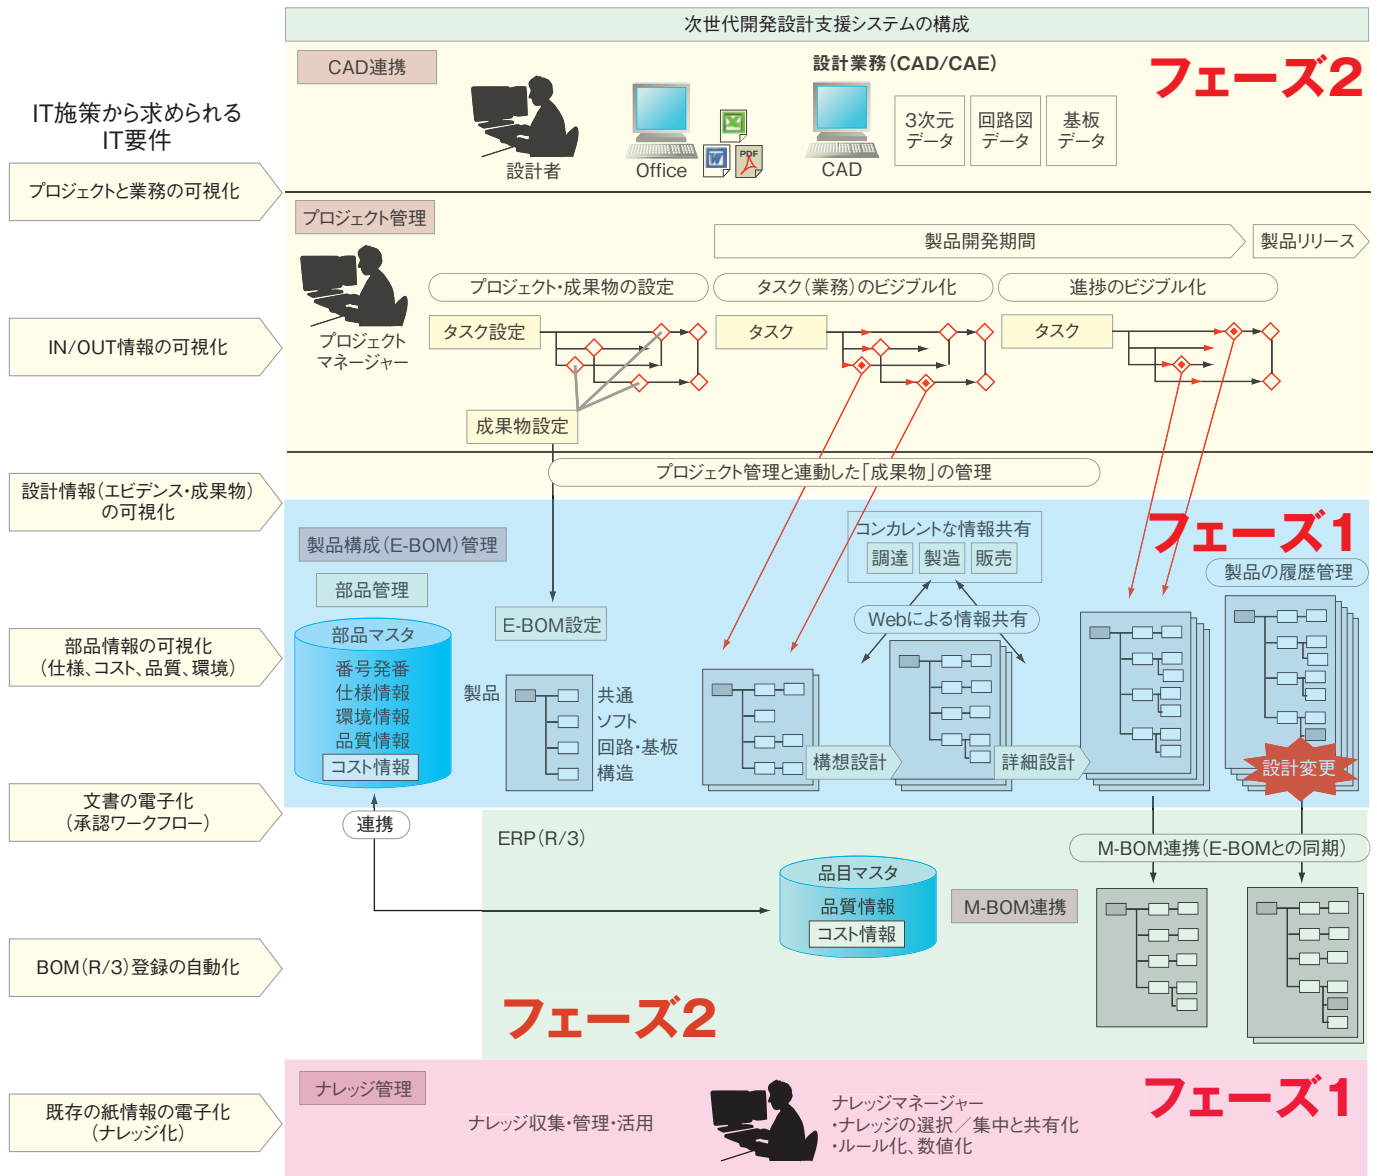 次世代開発設計支援システムの構成
IT施策から求められる
IT要件
プロジェクトと業務の可視化
IN/OUT情報の可視化
設計情報(エビデンス・成果物)
の可視化
部品情報の可視化
(仕様、コスト、品質、環境)
文書の電子化
(承認ワークフロー)
BOM(R/3)登録の自動化
既存の紙情報の電子化
(ナレッジ化)
CAD連携
設計者
Office
PDF
設計業務(CAD/CAE)
CAD
3次元
データ
回路図
データ
基板
データ
フェーズ2
プロジェクト管理
プロジェクト
マネージャー
製品開発期間
製品リリース
プロジェクト・成果物の設定
タスク(業務)のビジブル化
進捗のビジブル化
タスク設定
タスク
タスク
成果物設定
プロジェクト管理と連動した「成果物」の管理
フェーズ1
製品構成(E-BOM)管理
部品管理
部品マスタ
番号発番
仕様情報
環境情報
品質情報
コスト情報
E-BOM設定
製品
共通
ソフト
回路・基板
構造
コンカレントな情報共有
調達
製造
販売
Webによる情報共有
製品の履歴管理
構想設計
詳細設計
設計変更
連携
ERP(R/3)
品目マスタ
品質情報
コスト情報
M-BOM連携
M-BOM連携(E-BOMとの同期)
フェーズ2
ナレッジ管理
ナレッジ収集・管理・活用
ナレッジマネージャー
・ナレッジの選択／集中と共有化
・ルール化、数値化
フェーズ1